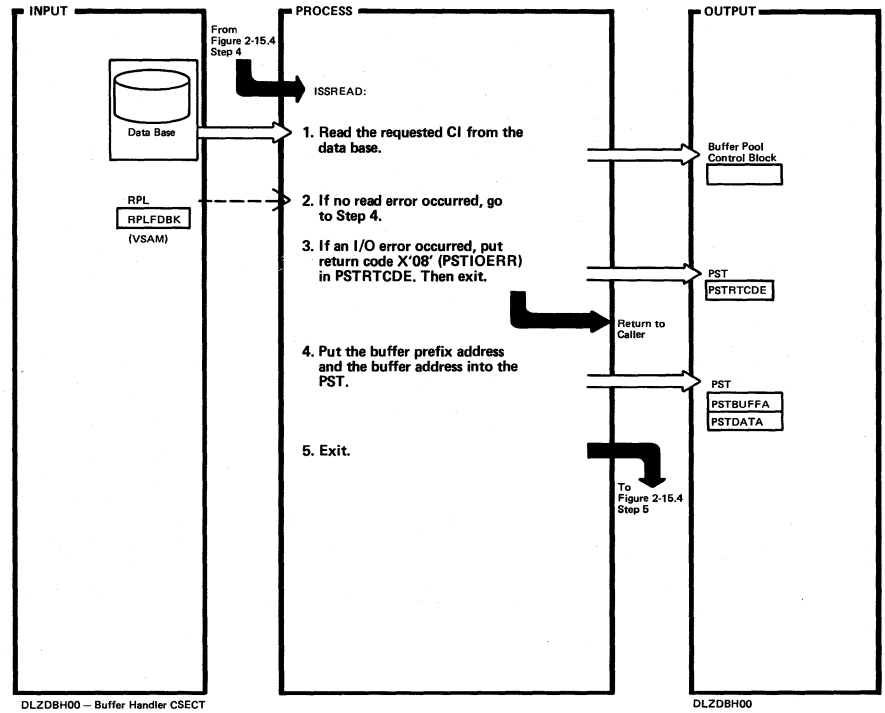 INPUT
PROCESS
OUTPUT
From
Figure 2-15.4
Step 4
ISSREAD:
Data Base
1. Read the requested CI from the
data base.
Buffer Pool
Control Block
RPL
RPLFDBK
(VSAM)
2. If no read error occurred, go
to Step 4.
3. If an I/O error occurred, put
return code X'08' (PSTIOERR)
in PSTRTCDE. Then exit.
PST
PSTRTCDE
Return to
Caller
4. Put the buffer prefix address
and the buffer address into the
PST.
PST
PSTBUFFA
PSTDATA
5. Exit.
To
Figure 2-15.4
Step 5
DLZDBH00 — Buffer Handler CSECT
DLZDBH00